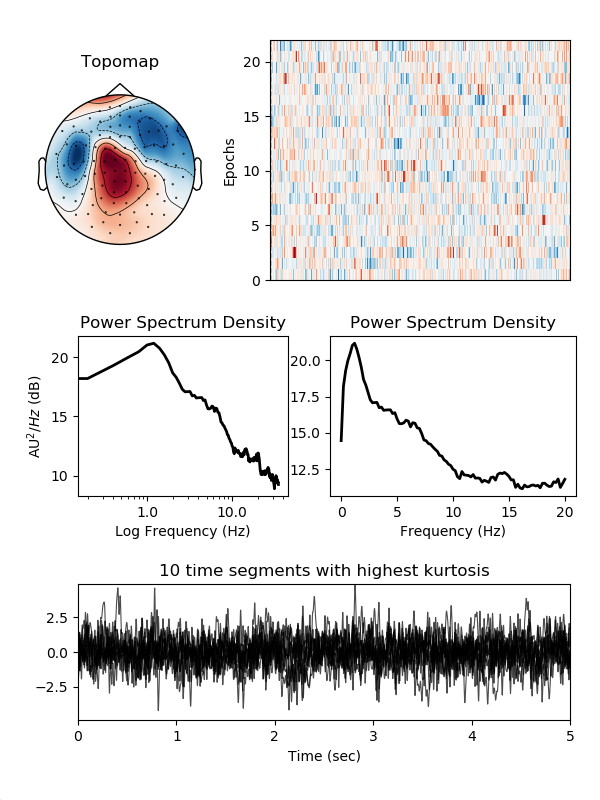 Topomap
Epochs
20
15
10
5
0
Power Spectrum Density
AU²/Hz (dB)
20
15
10
1.0 10.0
Log Frequency (Hz)
Power Spectrum Density
20.0
17.5
15.0
12.5
0 5 10 15 20
Frequency (Hz)
10 time segments with highest kurtosis
2.5
0.0
−2.5
0 1 2 3 4 5
Time (sec)